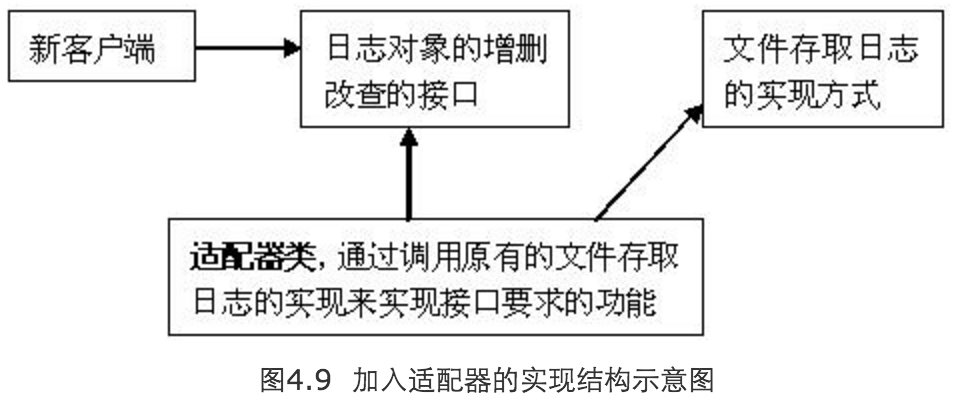 新客户端
日志对象的增删
改查的接口
文件存取日志
的实现方式
适配器类，通过调用原有的文件存取
日志的实现来实现接口要求的功能
图4.9 加入适配器的实现结构示意图